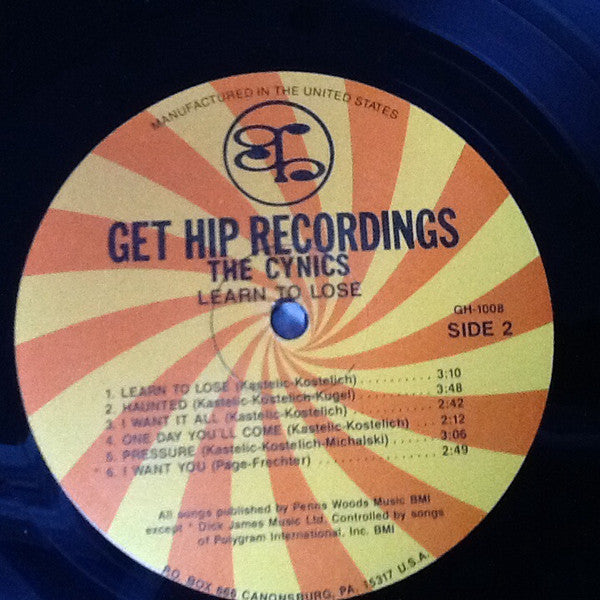 MANUFACTURED IN THE UNITED STATES
gh
GET HIP RECORDINGS
THE CYNICS
LEARN TO LOSE
GH-1008
SIDE 2
1. LEARN TO LOSE (Kastelic-Kostelich) .......... 3:10
2. HAUNTED (Kastelic-Kostelich-Kugel) .......... 3:48
3. I WANT IT ALL (Kastelic-Kostelich) .......... 2:42
4. ONE DAY YOU'LL COME (Kastelic-Kostelich) .. 2:12
5. PRESSURE (Kastelic-Kostelich-Michalski) ...... 3:06
* 6. I WANT YOU (Page-Frechter) ................ 2:49
All songs published by Penns Woods Music BMI
except * Dick James Music Ltd. Controlled by songs
of Polygram International, Inc. BMI
P.O. BOX 666 CANONSBURG, PA. 15317 U.S.A.